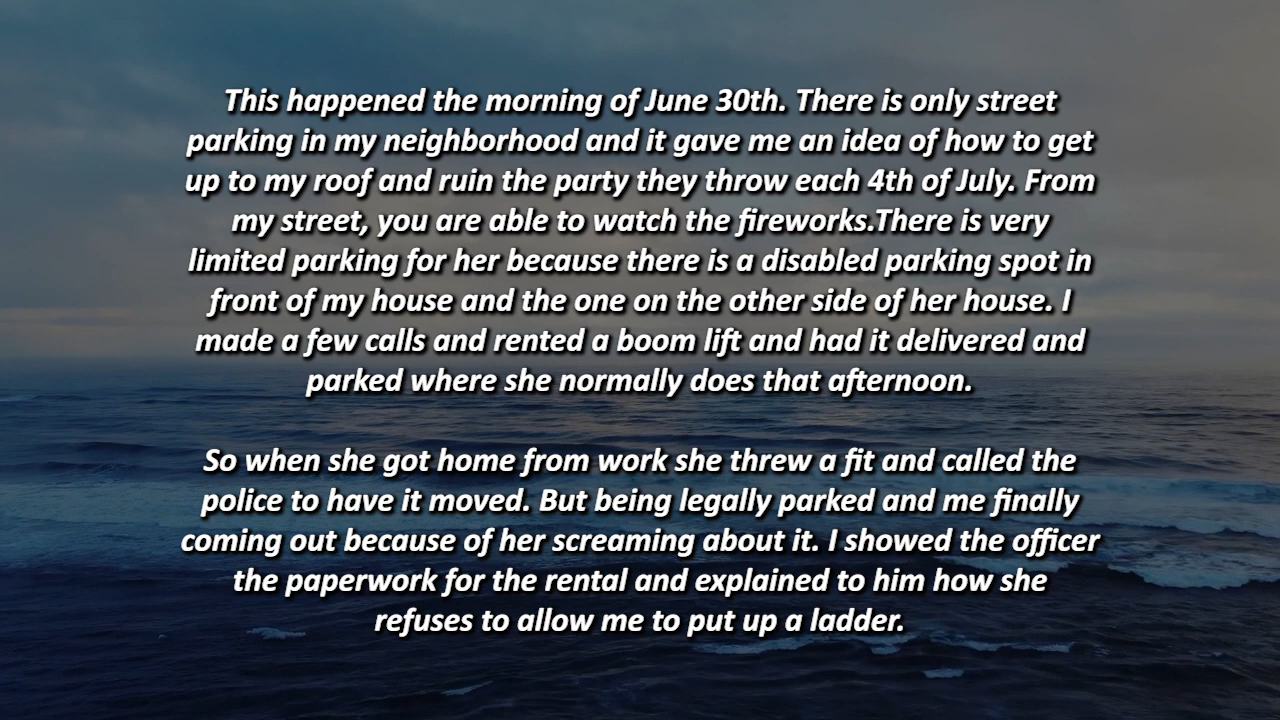 This happened the morning of June 30th. There is only street
parking in my neighborhood and it gave me an idea of how to get
up to my roof and ruin the party they throw each 4th of July. From
my street, you are able to watch the fireworks.There is very
limited parking for her because there is a disabled parking spot in
front of my house and the one on the other side of her house. I
made a few calls and rented a boom lift and had it delivered and
parked where she normally does that afternoon.
So when she got home from work she threw a fit and called the
police to have it moved. But being legally parked and me finally
coming out because of her screaming about it. I showed the officer
the paperwork for the rental and explained to him how she
refuses to allow me to put up a ladder.